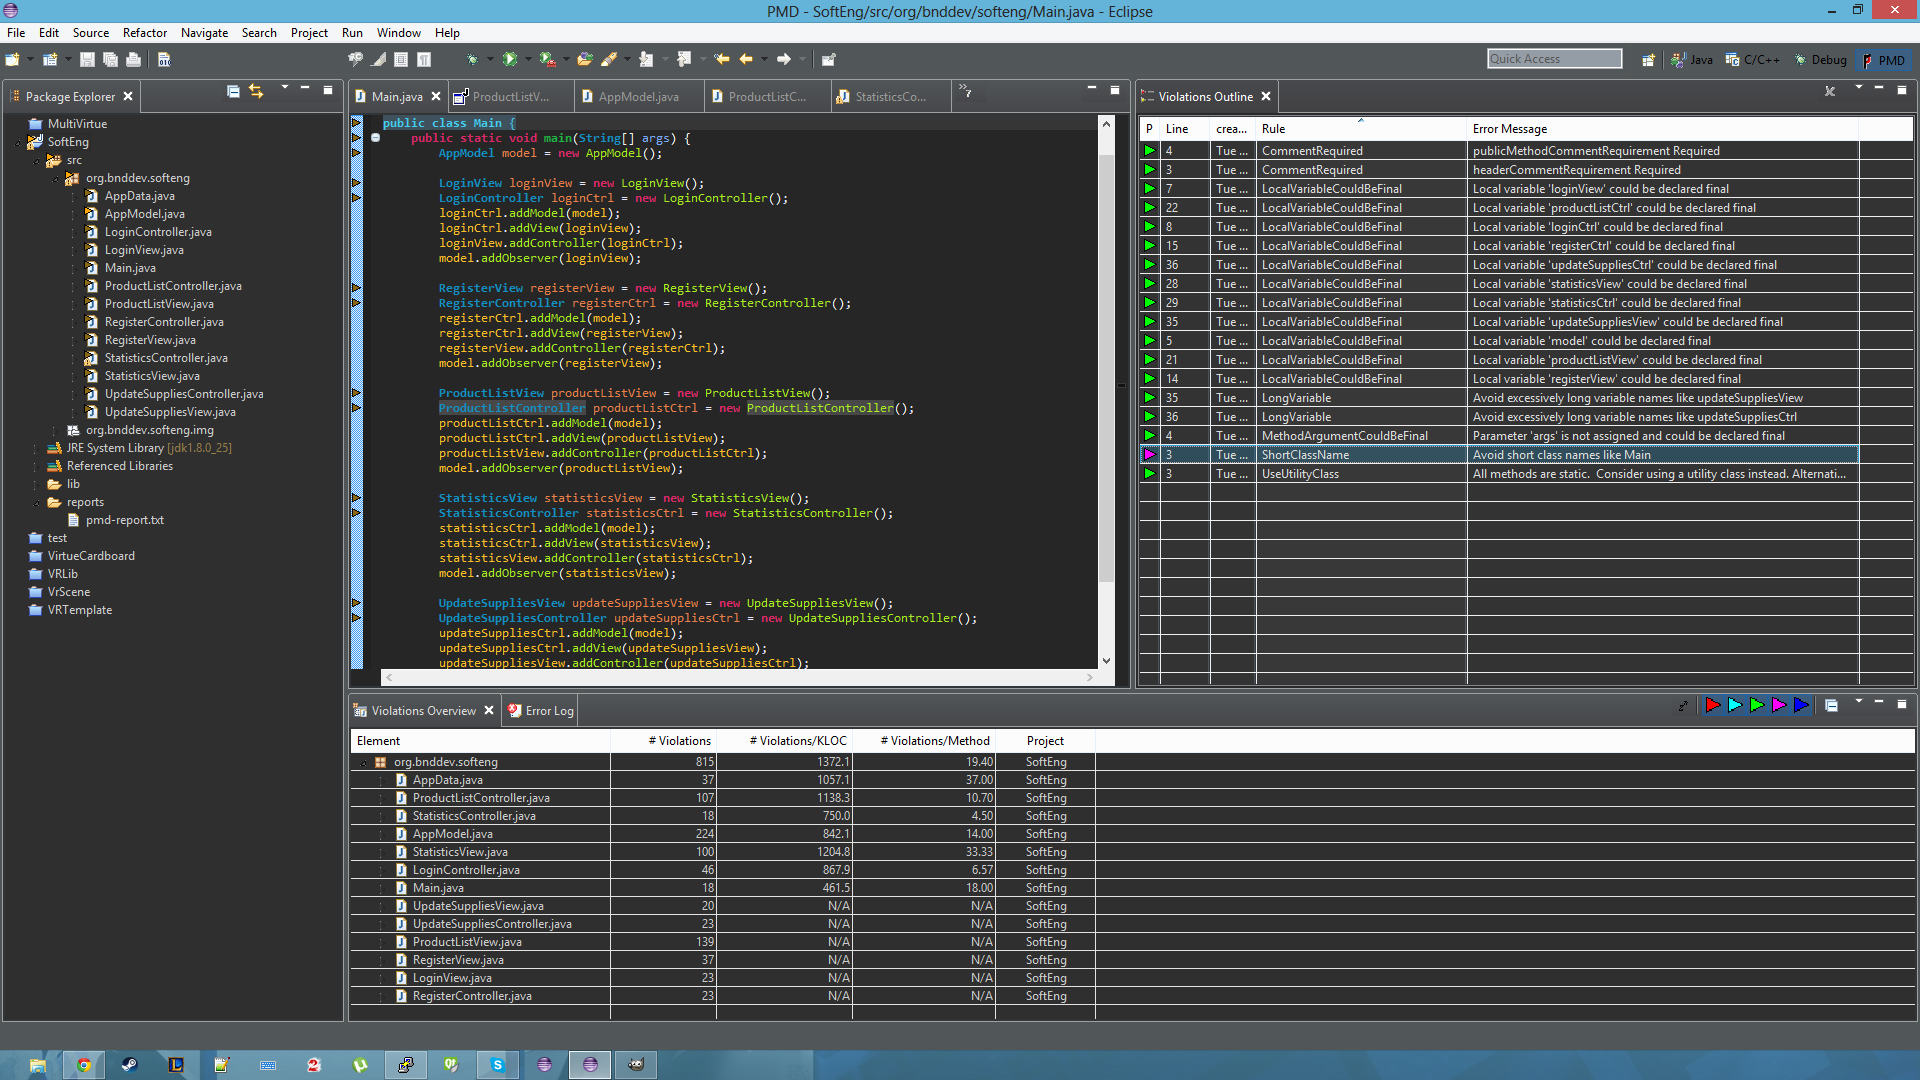 PMD - SoftEng/src/org/bnddev/softeng/Main.java - Eclipse
File Edit Source Refactor Navigate Search Project Run Window Help
Quick Access
Java C/C++ Debug PMD
Package Explorer
MultiVirtue
SoftEng
src
org.bnddev.softeng
AppData.java
AppModel.java
LoginController.java
LoginView.java
Main.java
ProductListController.java
ProductListView.java
RegisterController.java
RegisterView.java
StatisticsController.java
StatisticsView.java
UpdateSuppliesController.java
UpdateSuppliesView.java
org.bnddev.softeng.img
JRE System Library [jdk1.8.0_25]
Referenced Libraries
lib
reports
pmd-report.txt
test
VirtueCardboard
VRLib
VrScene
VRTemplate
Main.java ProductListV... AppModel.java ProductListC... StatisticsCo... »7
public class Main {
public static void main(String[] args) {
AppModel model = new AppModel();
LoginView loginView = new LoginView();
LoginController loginCtrl = new LoginController();
loginCtrl.addModel(model);
loginCtrl.addView(loginView);
loginView.addController(loginCtrl);
model.addObserver(loginView);
RegisterView registerView = new RegisterView();
RegisterController registerCtrl = new RegisterController();
registerCtrl.addModel(model);
registerCtrl.addView(registerView);
registerView.addController(registerCtrl);
model.addObserver(registerView);
ProductListView productListView = new ProductListView();
ProductListController productListCtrl = new ProductListController();
productListCtrl.addModel(model);
productListCtrl.addView(productListView);
productListView.addController(productListCtrl);
model.addObserver(productListView);
StatisticsView statisticsView = new StatisticsView();
StatisticsController statisticsCtrl = new StatisticsController();
statisticsCtrl.addModel(model);
statisticsCtrl.addView(statisticsView);
statisticsView.addController(statisticsCtrl);
model.addObserver(statisticsView);
UpdateSuppliesView updateSuppliesView = new UpdateSuppliesView();
UpdateSuppliesController updateSuppliesCtrl = new UpdateSuppliesController();
updateSuppliesCtrl.addModel(model);
updateSuppliesCtrl.addView(updateSuppliesView);
updateSuppliesView.addController(updateSuppliesCtrl);
Violations Outline
P Line crea... Rule Error Message
4 Tue ... CommentRequired publicMethodCommentRequirement Required
3 Tue ... CommentRequired headerCommentRequirement Required
7 Tue ... LocalVariableCouldBeFinal Local variable 'loginView' could be declared final
22 Tue ... LocalVariableCouldBeFinal Local variable 'productListCtrl' could be declared final
8 Tue ... LocalVariableCouldBeFinal Local variable 'loginCtrl' could be declared final
15 Tue ... LocalVariableCouldBeFinal Local variable 'registerCtrl' could be declared final
36 Tue ... LocalVariableCouldBeFinal Local variable 'updateSuppliesCtrl' could be declared final
28 Tue ... LocalVariableCouldBeFinal Local variable 'statisticsView' could be declared final
29 Tue ... LocalVariableCouldBeFinal Local variable 'statisticsCtrl' could be declared final
35 Tue ... LocalVariableCouldBeFinal Local variable 'updateSuppliesView' could be declared final
5 Tue ... LocalVariableCouldBeFinal Local variable 'model' could be declared final
21 Tue ... LocalVariableCouldBeFinal Local variable 'productListView' could be declared final
14 Tue ... LocalVariableCouldBeFinal Local variable 'registerView' could be declared final
35 Tue ... LongVariable Avoid excessively long variable names like updateSuppliesView
36 Tue ... LongVariable Avoid excessively long variable names like updateSuppliesCtrl
4 Tue ... MethodArgumentCouldBeFinal Parameter 'args' is not assigned and could be declared final
3 Tue ... ShortClassName Avoid short class names like Main
3 Tue ... UseUtilityClass All methods are static.  Consider using a utility class instead. Alternati...
Violations Overview Error Log
Element # Violations # Violations/KLOC # Violations/Method Project
org.bnddev.softeng 815 1372.1 19.40 SoftEng
AppData.java 37 1057.1 37.00 SoftEng
ProductListController.java 107 1138.3 10.70 SoftEng
StatisticsController.java 18 750.0 4.50 SoftEng
AppModel.java 224 842.1 14.00 SoftEng
StatisticsView.java 100 1204.8 33.33 SoftEng
LoginController.java 46 867.9 6.57 SoftEng
Main.java 18 461.5 18.00 SoftEng
UpdateSuppliesView.java 20 N/A N/A SoftEng
UpdateSuppliesController.java 23 N/A N/A SoftEng
ProductListView.java 139 N/A N/A SoftEng
RegisterView.java 37 N/A N/A SoftEng
LoginView.java 23 N/A N/A SoftEng
RegisterController.java 23 N/A N/A SoftEng